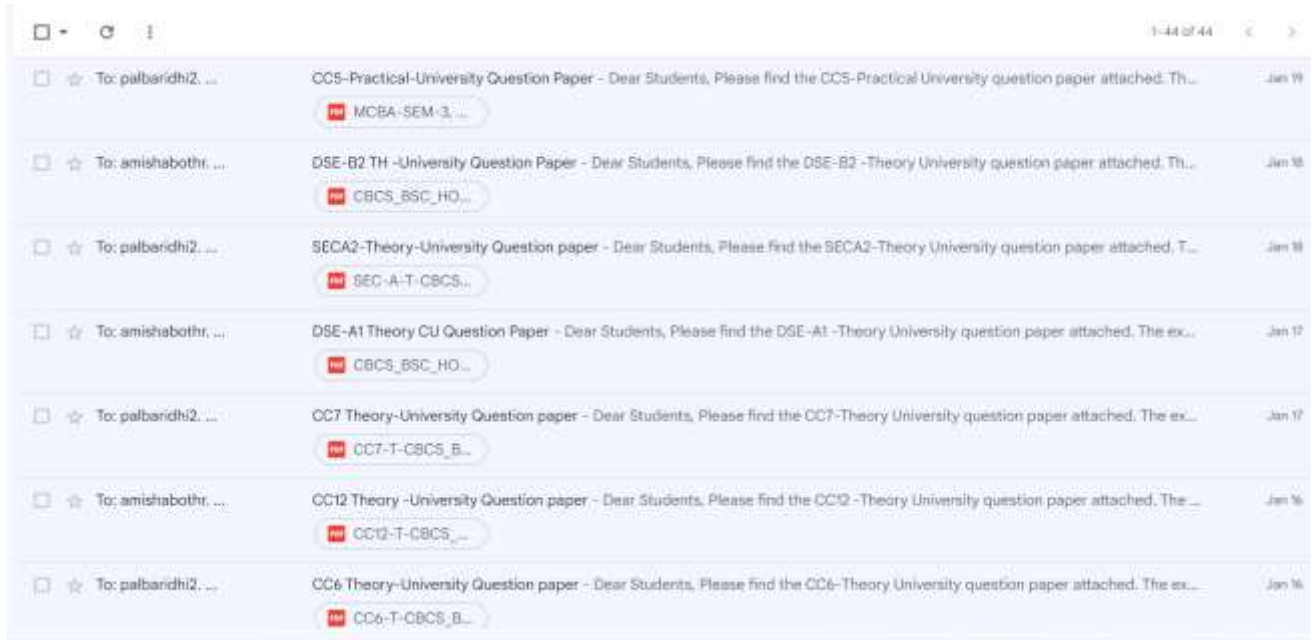 1-44 of 44
To: palbaridhi2. ... CC5-Practical-University Question Paper - Dear Students, Please find the CC5-Practical University question paper attached. Th... Jan 19
PDF MCBA-SEM-3, ...
To: amishabothr. ... DSE-B2 TH -University Question Paper - Dear Students, Please find the DSE-B2 -Theory University question paper attached. Th... Jan 18
PDF CBCS_BSC_HO...
To: palbaridhi2. ... SECA2-Theory-University Question paper - Dear Students, Please find the SECA2-Theory University question paper attached. T... Jan 18
PDF SEC-A-T-CBCS...
To: amishabothr. ... DSE-A1 Theory CU Question Paper - Dear Students, Please find the DSE-A1 -Theory University question paper attached. The ex... Jan 17
PDF CBCS_BSC_HO...
To: palbaridhi2. ... CC7 Theory-University Question paper - Dear Students, Please find the CC7-Theory University question paper attached. The ex... Jan 17
PDF CC7-T-CBCS_B...
To: amishabothr. ... CC12 Theory -University Question paper - Dear Students, Please find the CC12 -Theory University question paper attached. The ... Jan 16
PDF CC12-T-CBCS_...
To: palbaridhi2. ... CC6 Theory-University Question paper - Dear Students, Please find the CC6-Theory University question paper attached. The ex... Jan 16
PDF CC6-T-CBCS_B...